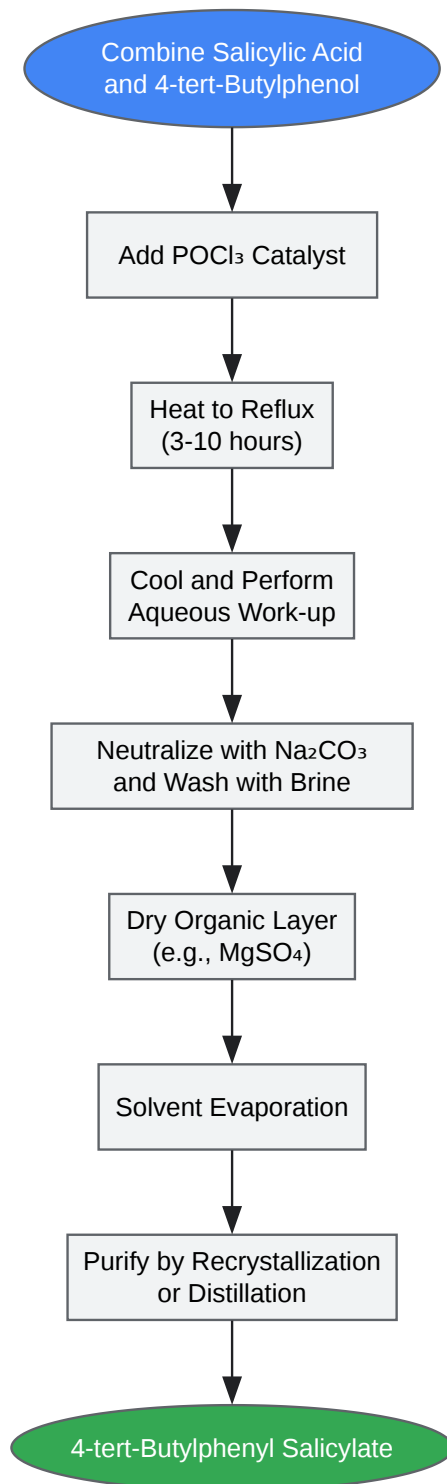 Combine Salicylic Acid
and 4-tert-Butylphenol
Add POCl₃ Catalyst
Heat to Reflux
(3-10 hours)
Cool and Perform
Aqueous Work-up
Neutralize with Na₂CO₃
and Wash with Brine
Dry Organic Layer
(e.g., MgSO₄)
Solvent Evaporation
Purify by Recrystallization
or Distillation
4-tert-Butylphenyl Salicylate